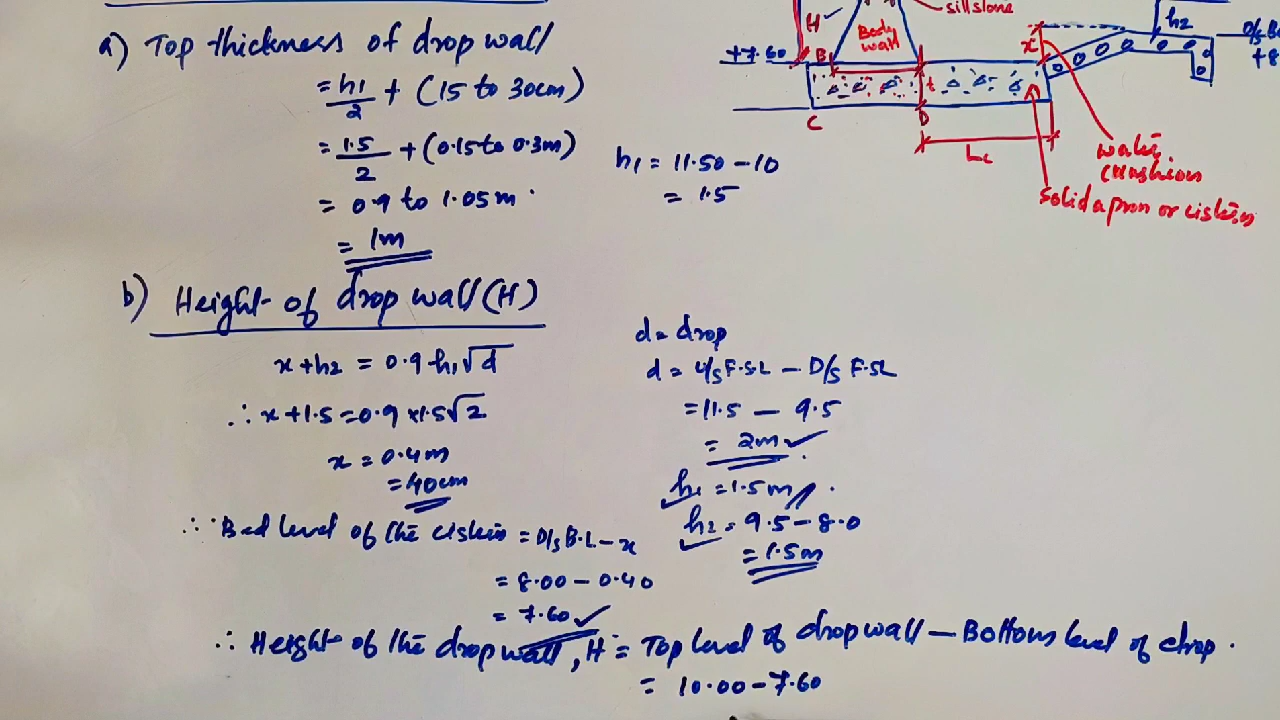 a) Top thickness of drop wall
= h1/2 + (15 to 30cm)
= 1.5/2 + (0.15 to 0.3m)
= 0.9 to 1.05m
= 1m
h1 = 11.50 - 10
= 1.5
H
sillstone
Body wall
+7.60
B
t
C
D
Lc
x
h2
D/s B
+8
water cushion
solid apron or cistern
b) Height of drop wall (H)
x+h2 = 0.9 h1√d
∴ x+1.5=0.9 x1.5√2
x = 0.4m
= 40cm
d = drop
d = U/s F.S.L - D/s F.S.L
= 11.5 - 9.5
= 2m ✓
h1 = 1.5m
h2 = 9.5 - 8.0
= 1.5m
∴ Bed level of the cistern = D/s B.L - x
= 8.00 - 0.40
= 7.60 ✓
∴ Height of the drop wall, H = Top level of drop wall - Bottom level of drop.
= 10.00 - 7.60